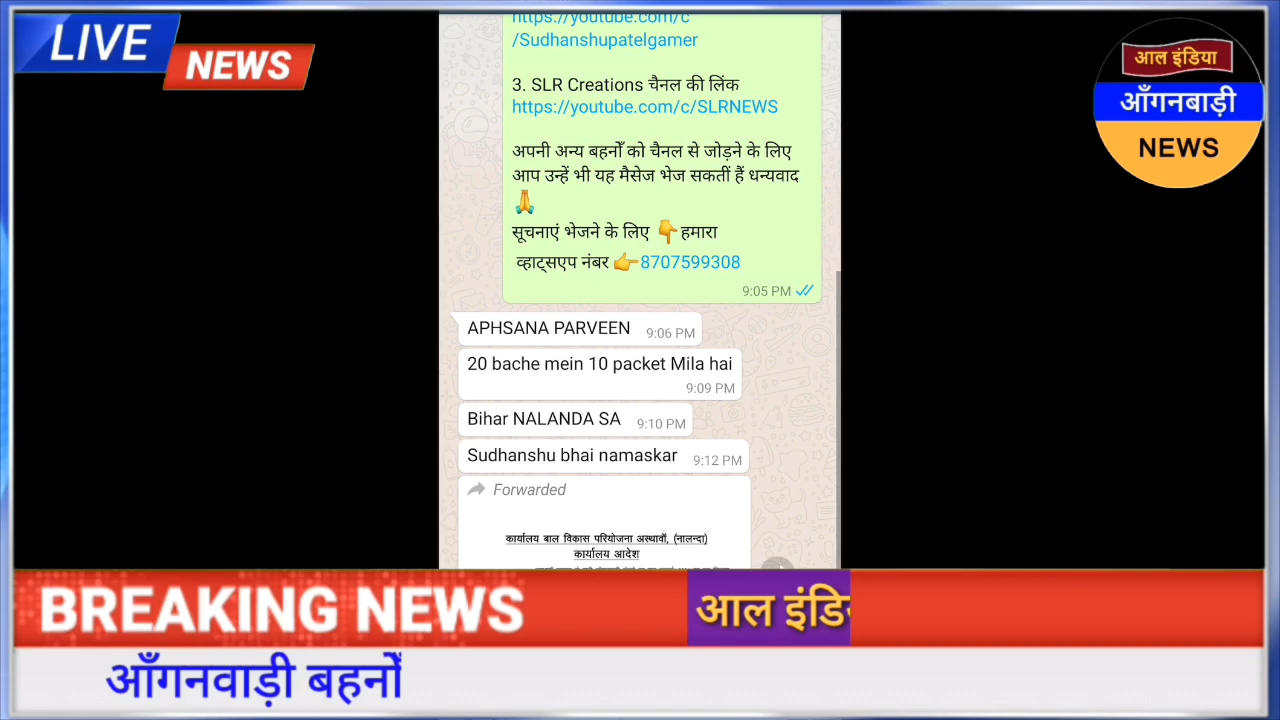 LIVE
NEWS
आल इंडिया
आँगनबाड़ी
NEWS
https://youtube.com/c
/Sudhanshupatelgamer
3. SLR Creations चैनल की लिंक
https://youtube.com/c/SLRNEWS
अपनी अन्य बहनोंँ को चैनल से जोड़ने के लिए
आप उन्हें भी यह मैसेज भेज सकतीं हैं धन्यवाद
🙏
सूचनाएं भेजने के लिए 👇हमारा
व्हाट्सएप नंबर 👉8707599308
9:05 PM
APHSANA PARVEEN 9:06 PM
20 bache mein 10 packet Mila hai
9:09 PM
Bihar NALANDA SA 9:10 PM
Sudhanshu bhai namaskar 9:12 PM
Forwarded
कार्यालय बाल विकास परियोजना अस्थावॉ, (नालन्दा)
कार्यालय आदेश
BREAKING NEWS
आल इंडि
आँगनवाड़ी बहनोंँ